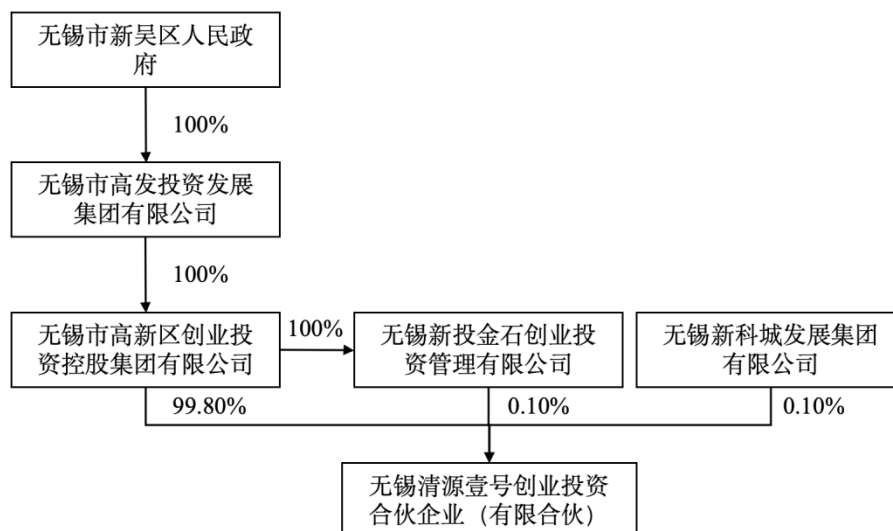 无锡市新吴区人民政
府
100%
无锡市高发投资发展
集团有限公司
100%
无锡市高新区创业投
资控股集团有限公司
100%
无锡新投金石创业投
资管理有限公司
无锡新科城发展集团
有限公司
99.80%
0.10%
0.10%
无锡清源壹号创业投资
合伙企业（有限合伙）